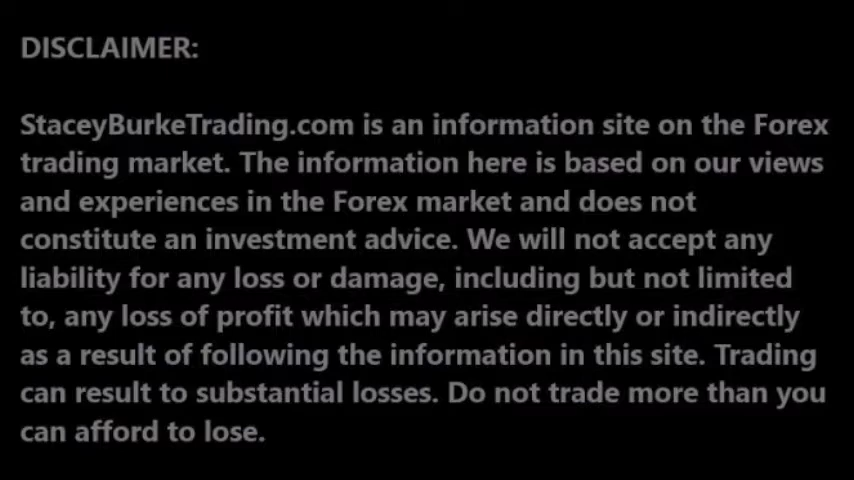 DISCLAIMER:
StaceyBurkeTrading.com is an information site on the Forex
trading market. The information here is based on our views
and experiences in the Forex market and does not
constitute an investment advice. We will not accept any
liability for any loss or damage, including but not limited
to, any loss of profit which may arise directly or indirectly
as a result of following the information in this site. Trading
can result to substantial losses. Do not trade more than you
can afford to lose.